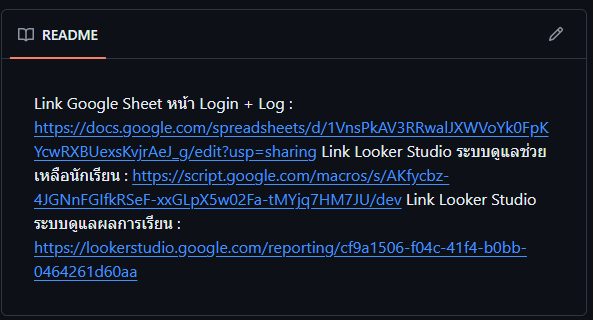 README
Link Google Sheet หน้า Login + Log :
https://docs.google.com/spreadsheets/d/1VnsPkAV3RRwalJXWVoYk0FpK
YcwRXBUexsKvjrAeJ_g/edit?usp=sharing Link Looker Studio ระบบดูแลช่วย
เหลือนักเรียน : https://script.google.com/macros/s/AKfycbz-
4JGNnFGIfkRSeF-xxGLpX5w02Fa-tMYjq7HM7JU/dev Link Looker Studio
ระบบดูแลผลการเรียน :
https://lookerstudio.google.com/reporting/cf9a1506-f04c-41f4-b0bb-
0464261d60aa